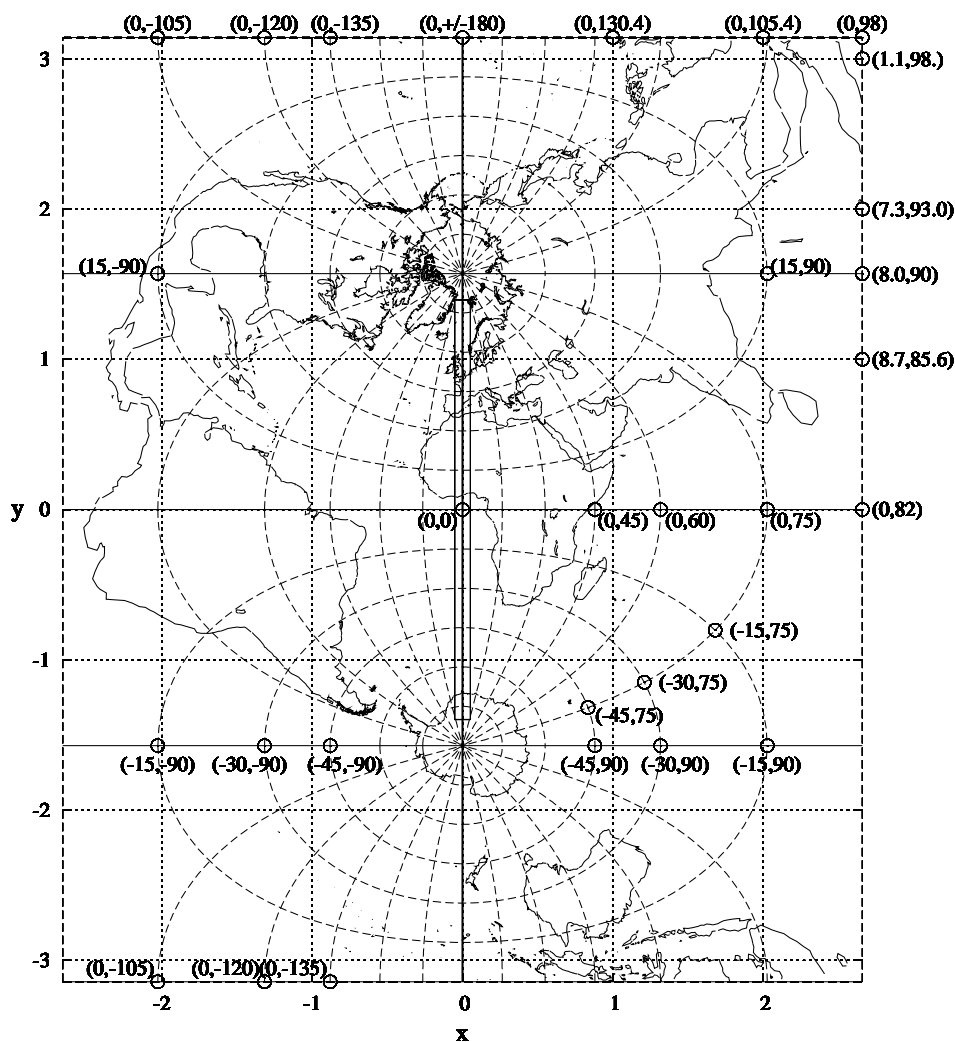 (0,-105) (0,-120) (0,-135) (0,+/-180) (0,130.4) (0,105.4) (0,98)
3 (1.1,98.)
2 (7.3,93.0)
(15,-90) (15,90) (8.0,90)
1 (8.7,85.6)
y 0 (0,0) (0,45) (0,60) (0,75) (0,82)
(-15,75)
-1 (-30,75)
(-45,75)
(-15,-90) (-30,-90) (-45,-90) (-45,90) (-30,90) (-15,90)
-2
-3
(0,-105) (0,-120) (0,-135)
-2 -1 0 1 2
x